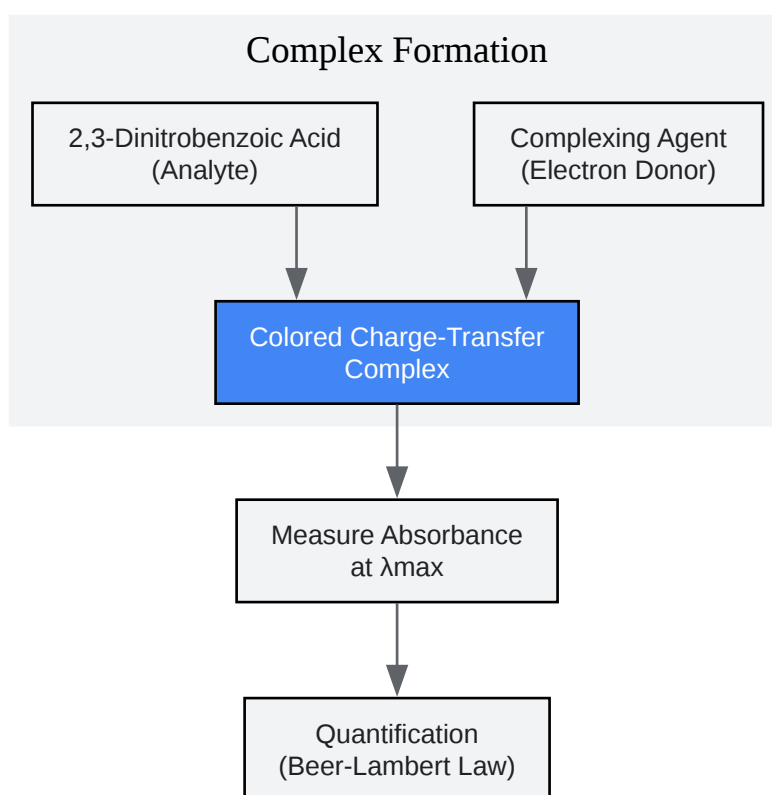 Complex Formation
2,3-Dinitrobenzoic Acid
(Analyte)
Complexing Agent
(Electron Donor)
Colored Charge-Transfer
Complex
Measure Absorbance
at λmax
Quantification
(Beer-Lambert Law)